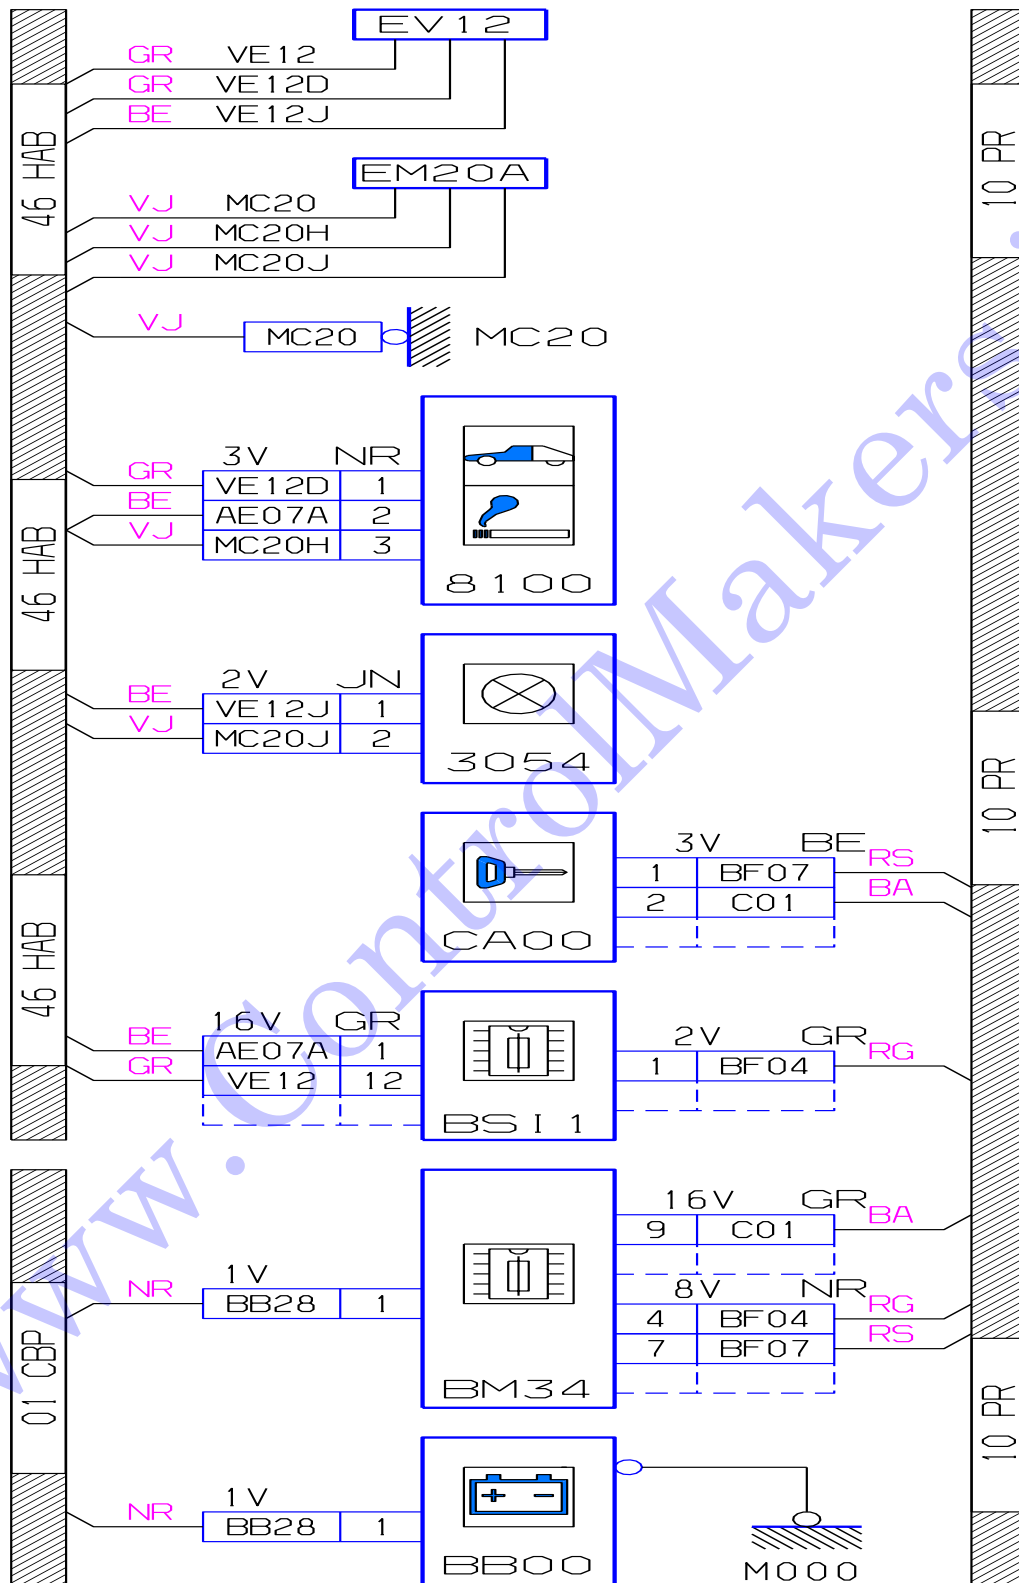 EV12
GR VE12
GR VE12D
BE VE12J
46 HAB
10 PR
EM20A
VJ MC20
VJ MC20H
VJ MC20J
VJ MC20 MC20
3V NR
GR VE12D 1
BE AE07A 2
VJ MC20H 3
8100
46 HAB
2V JN
BE VE12J 1
VJ MC20J 2
3054
10 PR
3V BE
1 BF07 RS
2 C01 BA
CA00
46 HAB
16V GR
BE AE07A 1
GR VE12 12
2V GR
1 BF04 RG
BSI1
16V GR
9 C01 BA
1V
NR BB28 1
8V NR
4 BF04 RG
7 BF07 RS
BM34
01 CBP
10 PR
1V
NR BB28 1
BB00
M000
www.ControlMakers.